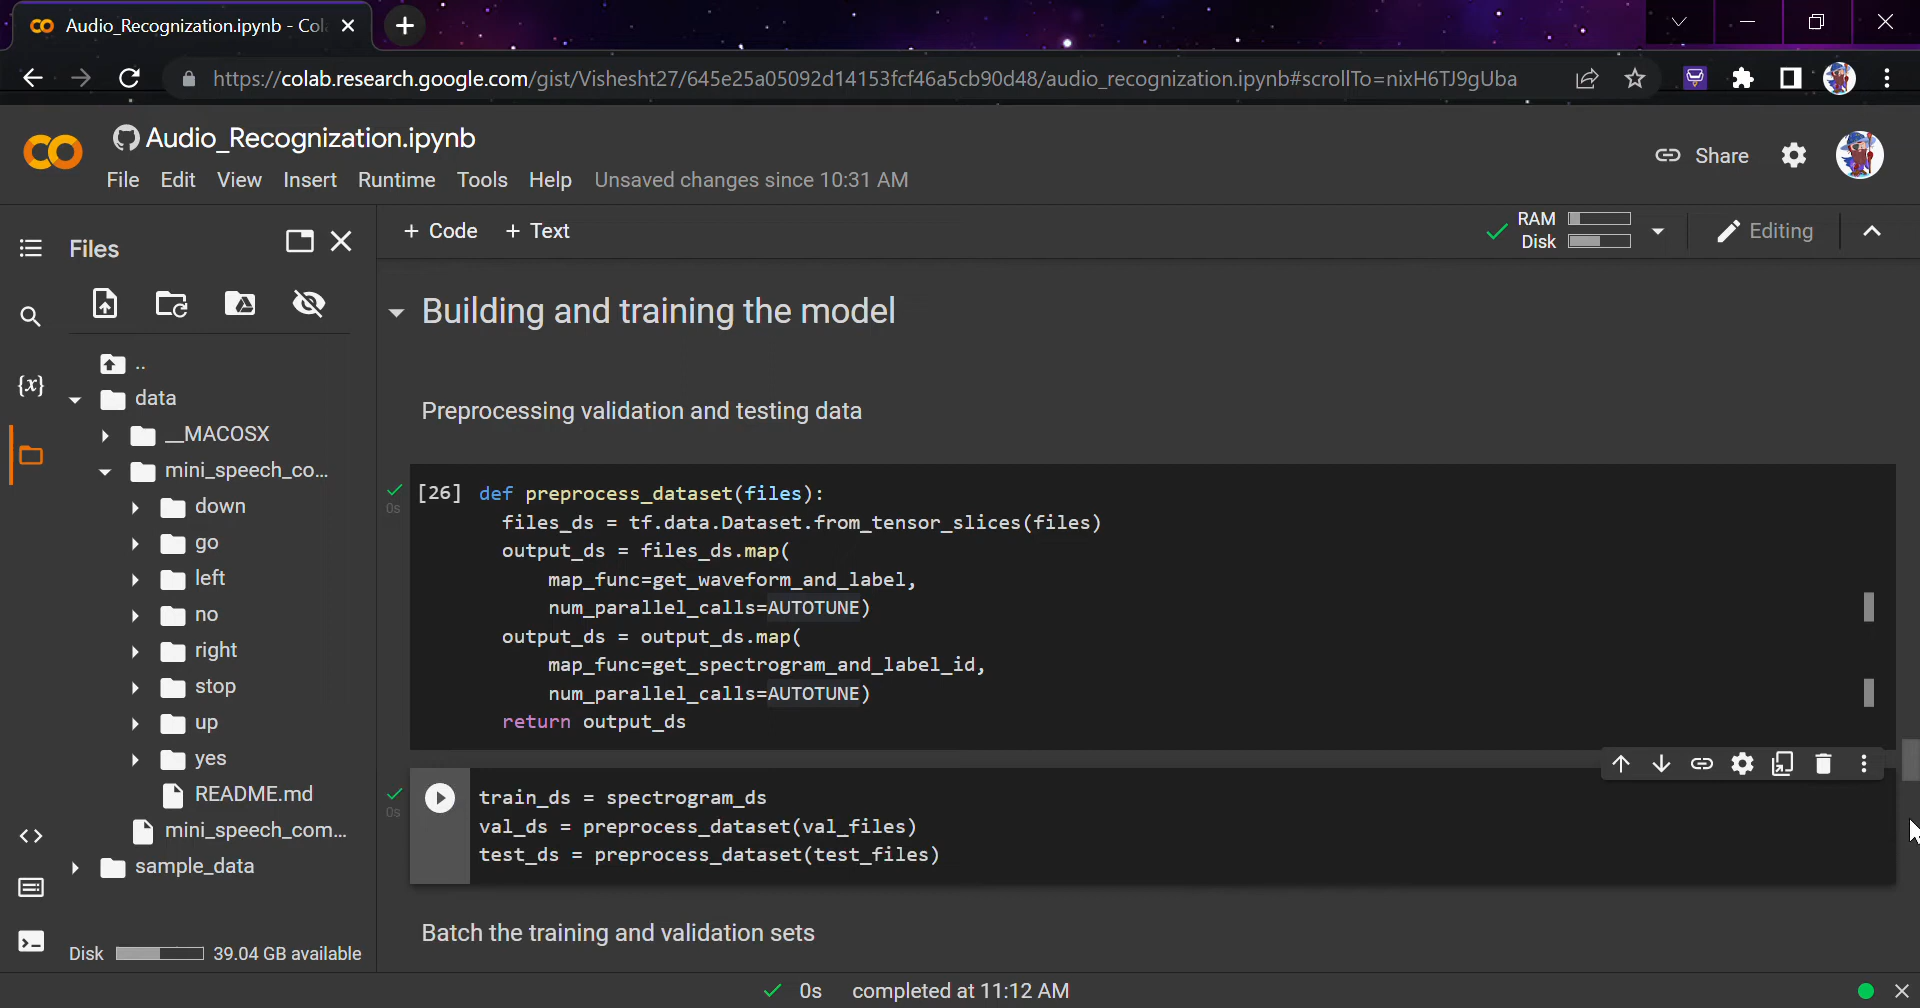 Audio_Recognization.ipynb - Col
https://colab.research.google.com/gist/Vishesht27/645e25a05092d14153fcf46a5cb90d48/audio_recognization.ipynb#scrollTo=nixH6TJ9gUba
Audio_Recognization.ipynb
File Edit View Insert Runtime Tools Help Unsaved changes since 10:31 AM
Share
Files
+ Code + Text
RAM
Disk
Editing
..
data
__MACOSX
mini_speech_co...
down
go
left
no
right
stop
up
yes
README.md
mini_speech_com...
sample_data
Disk 39.04 GB available
{x}
Building and training the model
Preprocessing validation and testing data
0s
[26] def preprocess_dataset(files):
files_ds = tf.data.Dataset.from_tensor_slices(files)
output_ds = files_ds.map(
map_func=get_waveform_and_label,
num_parallel_calls=AUTOTUNE)
output_ds = output_ds.map(
map_func=get_spectrogram_and_label_id,
num_parallel_calls=AUTOTUNE)
return output_ds
0s
train_ds = spectrogram_ds
val_ds = preprocess_dataset(val_files)
test_ds = preprocess_dataset(test_files)
Batch the training and validation sets
0s completed at 11:12 AM